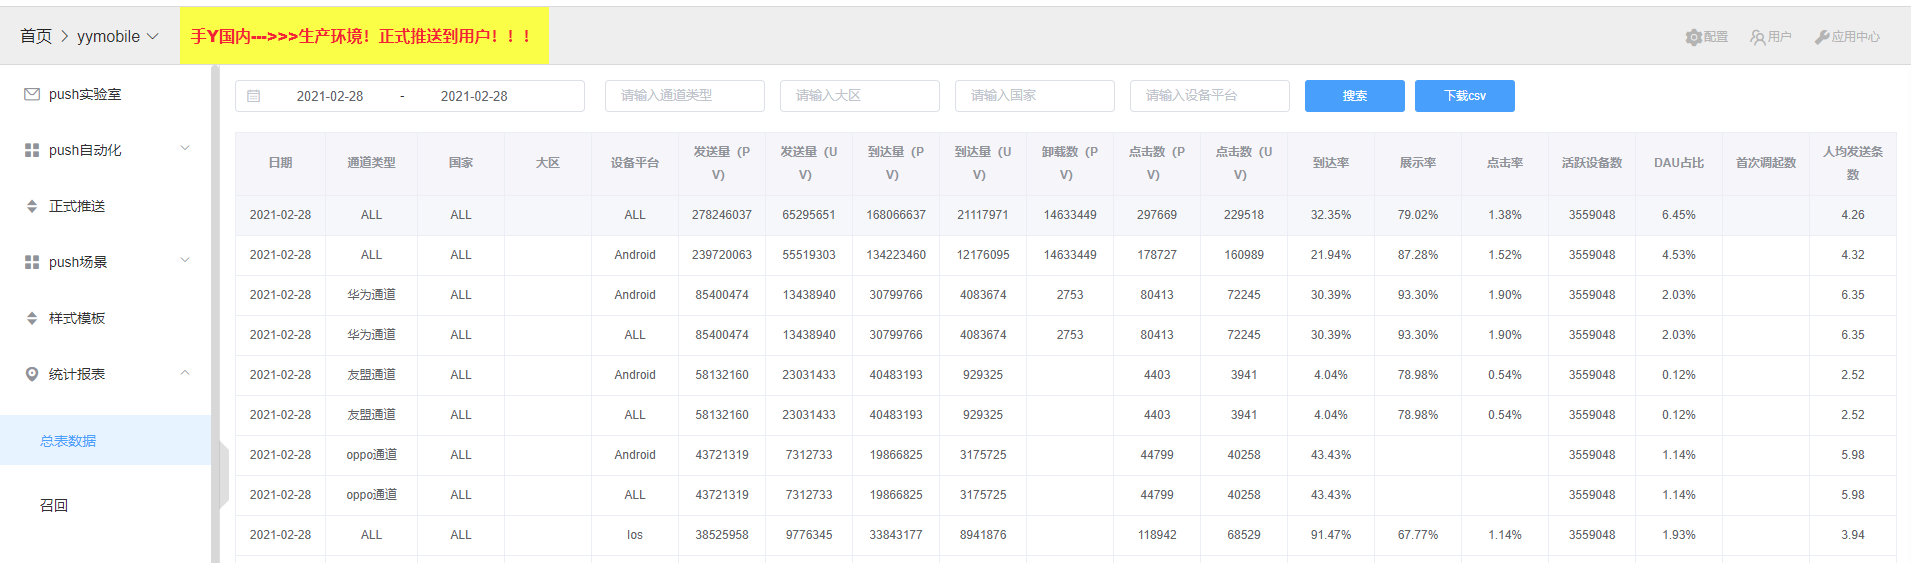 首页 > yymobile
手Y国内--->>>生产环境！正式推送到用户！！！
配置 用户 应用中心
push实验室
push自动化
正式推送
push场景
样式模板
统计报表
总表数据
召回
2021-02-28 - 2021-02-28 请输入通道类型 请输入大区 请输入国家 请输入设备平台 搜索 下载csv
日期 通道类型 国家 大区 设备平台 发送量（PV） 发送量（UV） 到达量（PV） 到达量（UV） 卸载数（PV） 点击数（PV） 点击数（UV） 到达率 展示率 点击率 活跃设备数 DAU占比 首次调起数 人均发送条数
2021-02-28 ALL ALL ALL 278246037 65295651 168066637 21117971 14633449 297669 229518 32.35% 79.02% 1.38% 3559048 6.45% 4.26
2021-02-28 ALL ALL Android 239720063 55519303 134223460 12176095 14633449 178727 160989 21.94% 87.28% 1.52% 3559048 4.53% 4.32
2021-02-28 华为通道 ALL Android 85400474 13438940 30799766 4083674 2753 80413 72245 30.39% 93.30% 1.90% 3559048 2.03% 6.35
2021-02-28 华为通道 ALL ALL 85400474 13438940 30799766 4083674 2753 80413 72245 30.39% 93.30% 1.90% 3559048 2.03% 6.35
2021-02-28 友盟通道 ALL Android 58132160 23031433 40483193 929325 4403 3941 4.04% 78.98% 0.54% 3559048 0.12% 2.52
2021-02-28 友盟通道 ALL ALL 58132160 23031433 40483193 929325 4403 3941 4.04% 78.98% 0.54% 3559048 0.12% 2.52
2021-02-28 oppo通道 ALL Android 43721319 7312733 19866825 3175725 44799 40258 43.43% 3559048 1.14% 5.98
2021-02-28 oppo通道 ALL ALL 43721319 7312733 19866825 3175725 44799 40258 43.43% 3559048 1.14% 5.98
2021-02-28 ALL ALL Ios 38525958 9776345 33843177 8941876 118942 68529 91.47% 67.77% 1.14% 3559048 1.93% 3.94